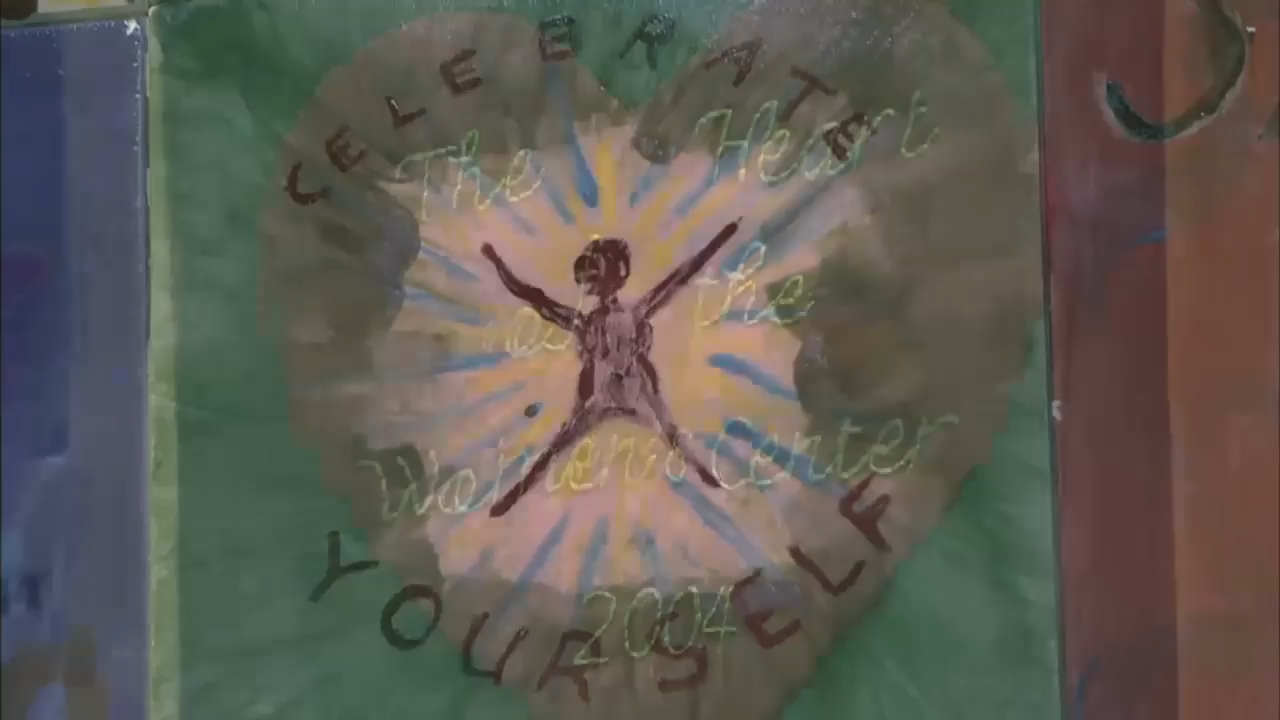 CELEBRATE
The Heart
of the
Women's Center
YOURSELF
2004